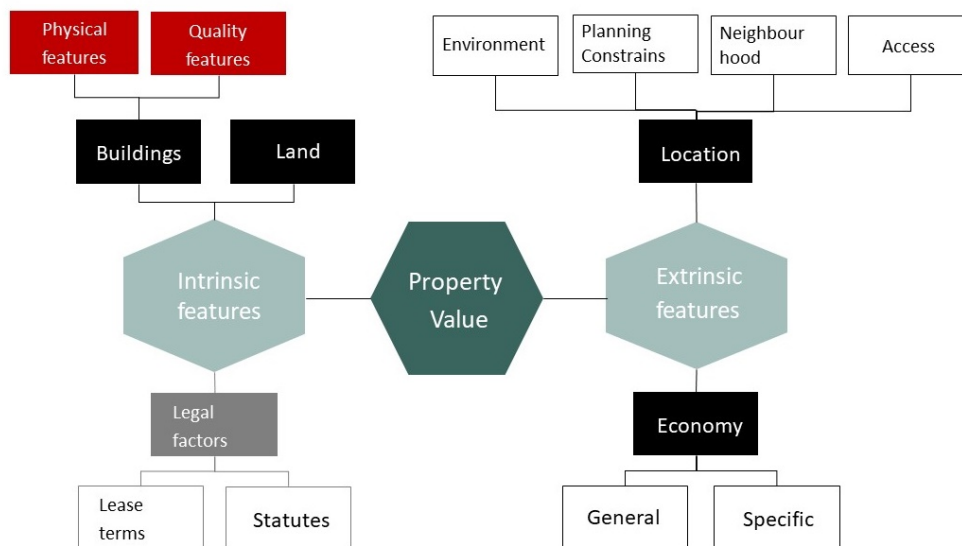 Physical
features
Quality
features
Environment
Planning
Constrains
Neighbour
hood
Access
Buildings
Land
Location
Intrinsic
features
Property
Value
Extrinsic
features
Legal
factors
Economy
Lease
terms
Statutes
General
Specific